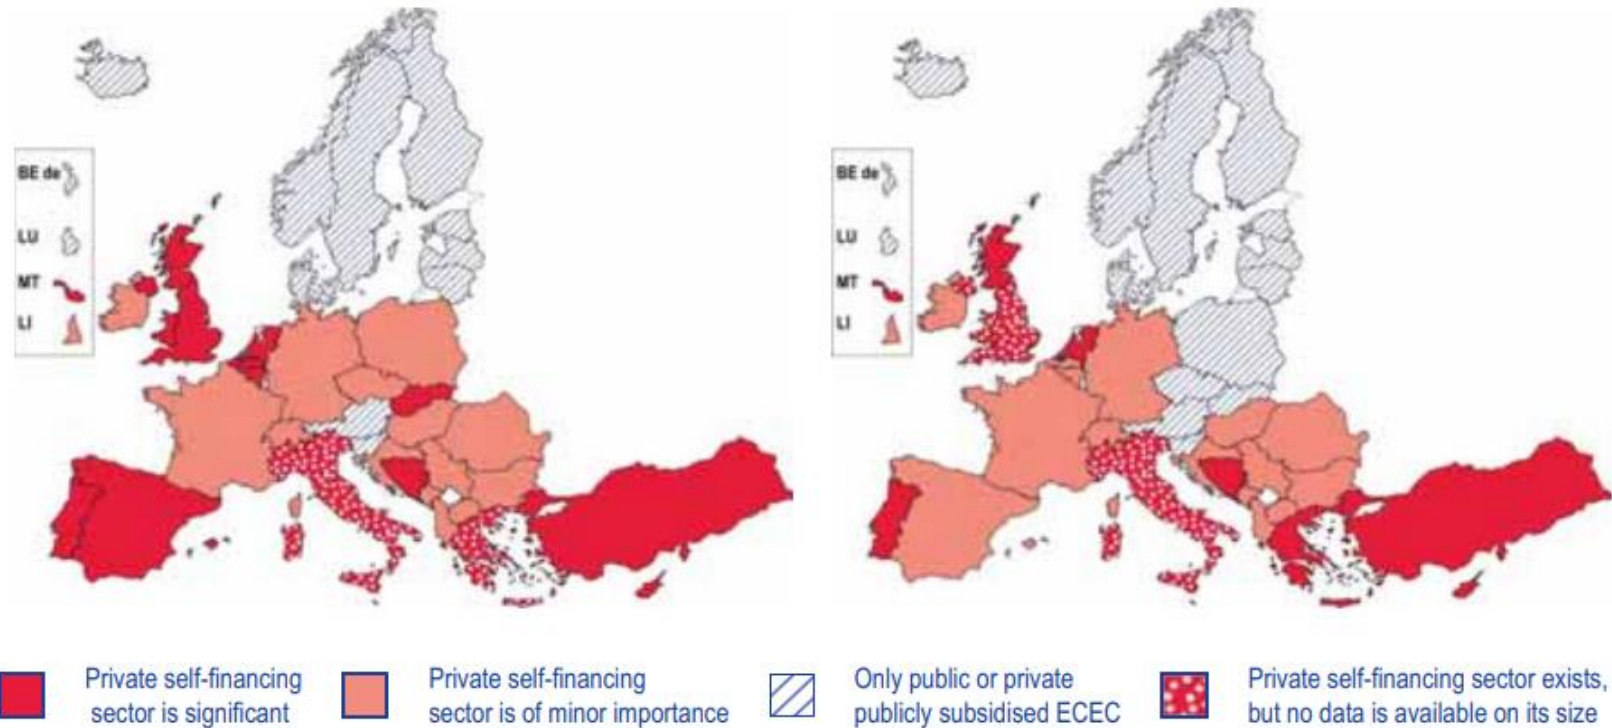 BE de
LU
MT
LI
BE de
LU
MT
LI
Private self-financing
sector is significant
Private self-financing
sector is of minor importance
Only public or private
publicly subsidised ECEC
Private self-financing sector exists,
but no data is available on its size